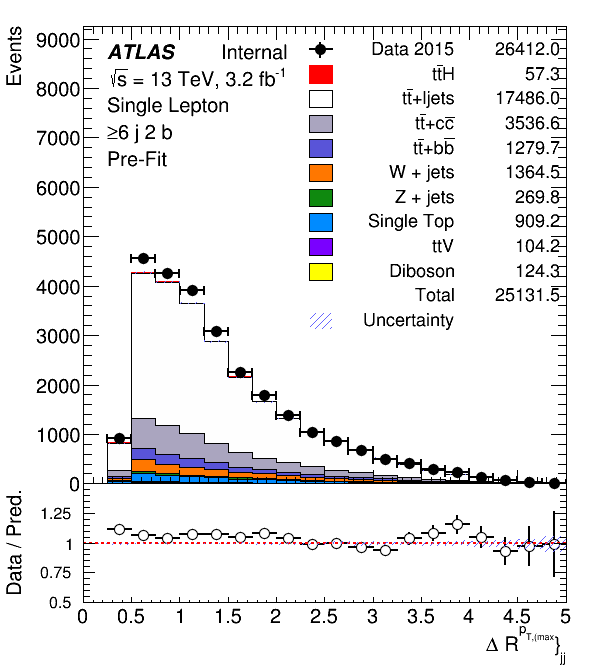 Events
9000
8000
7000
6000
5000
4000
3000
2000
1000
0
ATLAS Internal
√s = 13 TeV, 3.2 fb⁻¹
Single Lepton
≥6 j 2 b
Pre-Fit
Data 2015 26412.0
tt̄H 57.3
tt̄+ljets 17486.0
tt̄+cc̄ 3536.6
tt̄+bb̄ 1279.7
W + jets 1364.5
Z + jets 269.8
Single Top 909.2
ttV 104.2
Diboson 124.3
Total 25131.5
Uncertainty
Data / Pred.
1.25
1
0.75
0.5
0 0.5 1 1.5 2 2.5 3 3.5 4 4.5 5
Δ R^{p_{T,(max}}_{jj}